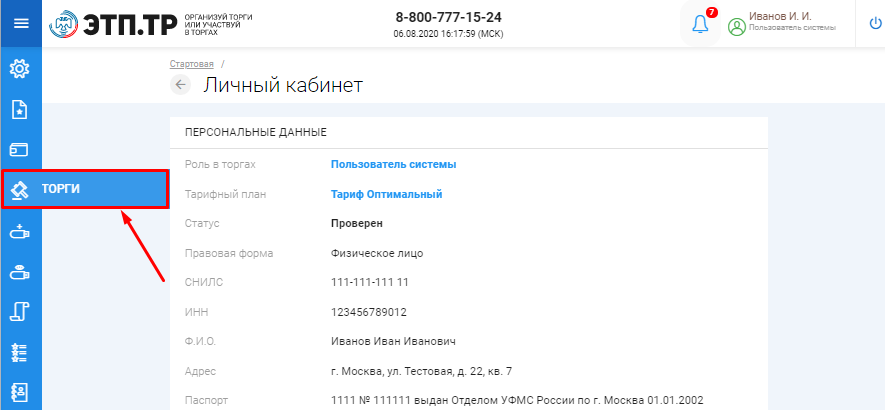 ЭТП.ТР
ОРГАНИЗУЙ ТОРГИ
ИЛИ УЧАСТВУЙ
В ТОРГАХ
8-800-777-15-24
06.08.2020 16:17:59 (МСК)
7
Иванов И. И.
Пользователь системы
Стартовая /
Личный кабинет
ТОРГИ
ПЕРСОНАЛЬНЫЕ ДАННЫЕ
Роль в торгах Пользователь системы
Тарифный план Тариф Оптимальный
Статус Проверен
Правовая форма Физическое лицо
СНИЛС 111-111-111 11
ИНН 123456789012
Ф.И.О. Иванов Иван Иванович
Адрес г. Москва, ул. Тестовая, д. 22, кв. 7
Паспорт 1111 № 111111 выдан Отделом УФМС России по г. Москва 01.01.2002